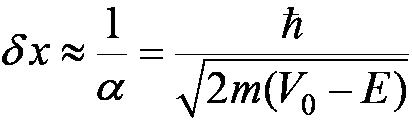 δx ≈ 1/α = ħ/√(2m(V₀ − E))